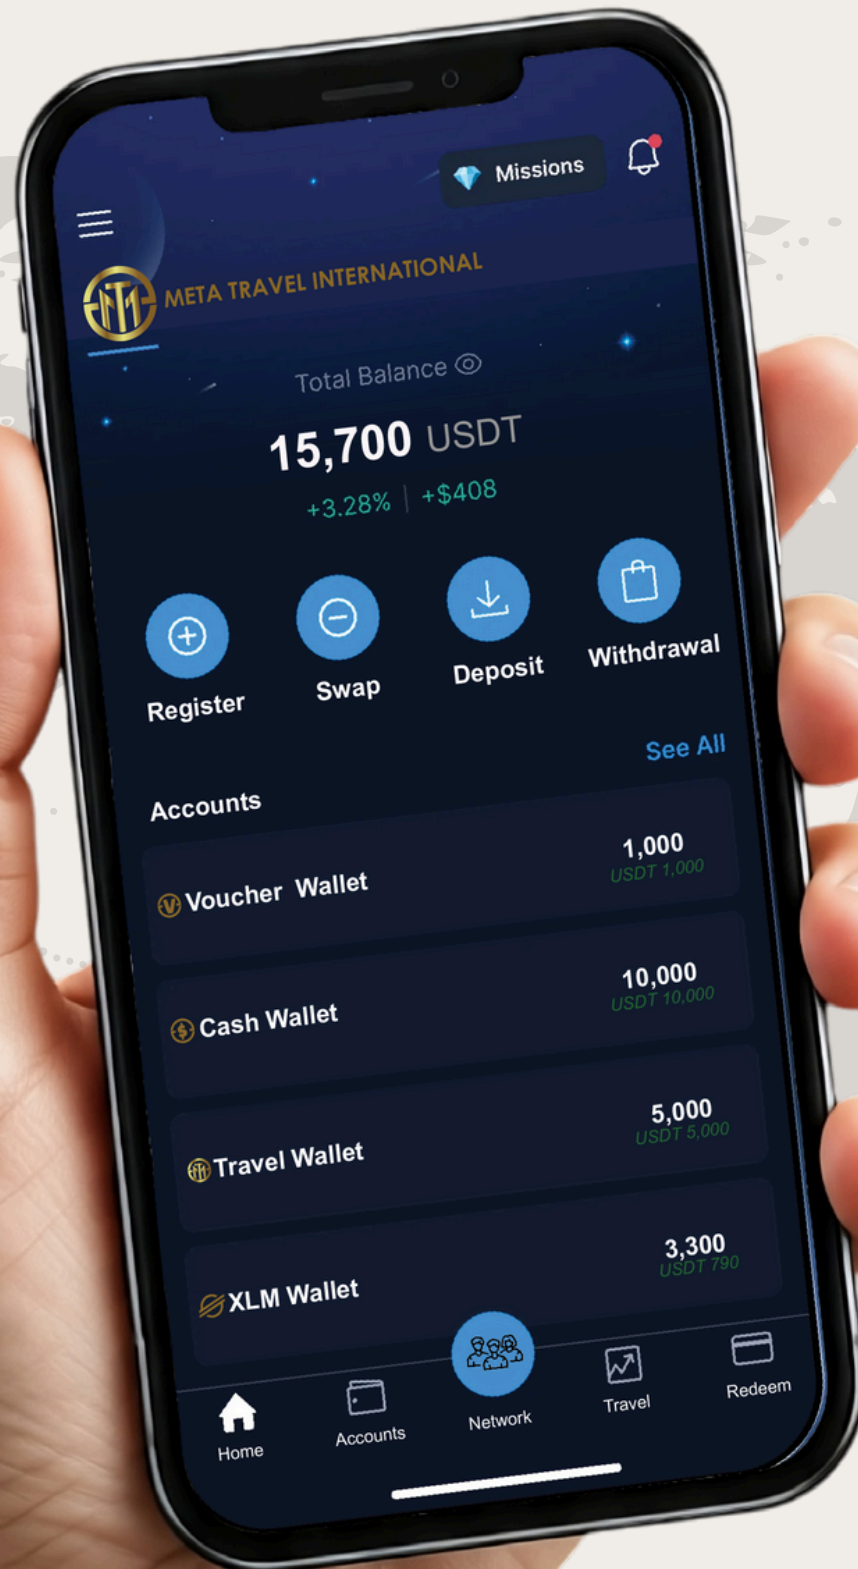 Missions
META TRAVEL INTERNATIONAL
Total Balance
15,700 USDT
+3.28% | +$408
Register
Swap
Deposit
Withdrawal
Accounts
See All
Voucher Wallet
1,000
USDT 1,000
Cash Wallet
10,000
USDT 10,000
Travel Wallet
5,000
USDT 5,000
XLM Wallet
3,300
USDT 790
Home
Accounts
Network
Travel
Redeem